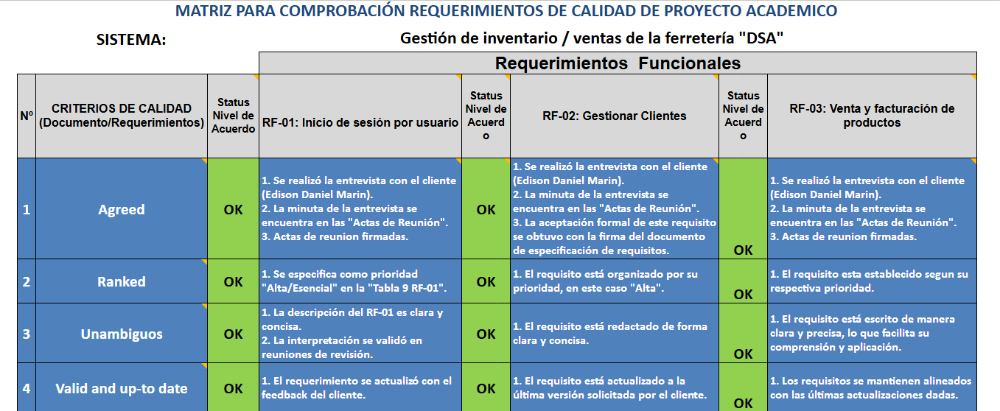 MATRIZ PARA COMPROBACIÓN REQUERIMIENTOS DE CALIDAD DE PROYECTO ACADEMICO
SISTEMA:
Gestión de inventario / ventas de la ferretería "DSA"
Requerimientos Funcionales
Nº
CRITERIOS DE CALIDAD
(Documento/Requerimientos)
Status
Nivel de
Acuerdo
RF-01: Inicio de sesión por usuario
Status
Nivel de
Acuerd
o
RF-02: Gestionar Clientes
Status
Nivel de
Acuerd
o
RF-03: Venta y facturación de
productos
1
Agreed
OK
1. Se realizó la entrevista con el cliente
(Edison Daniel Marin).
2. La minuta de la entrevista se
encuentra en las "Actas de Reunión".
3. Actas de reunion firmadas.
OK
1. Se realizó la entrevista con el cliente
(Edison Daniel Marin).
2. La minuta de la entrevista se
encuentra en las "Actas de Reunión".
3. La aceptación formal de este requisito
se obtuvo con la firma del documento
de especificación de requisitos.
OK
1. Se realizó la entrevista con el cliente
(Edison Daniel Marin).
2. La minuta de la entrevista se
encuentra en las "Actas de Reunión".
3. Actas de reunion firmadas.
2
Ranked
OK
1. Se especifica como prioridad
"Alta/Esencial" en la "Tabla 9 RF-01".
OK
1. El requisito está organizado por su
prioridad, en este caso "Alta".
OK
1. El requisito esta establecido segun su
respectiva prioridad.
3
Unambiguos
OK
1. La descripción del RF-01 es clara y
concisa.
2. La interpretación se validó en
reuniones de revisión.
OK
1. El requisito está redactado de forma
clara y concisa.
OK
1. El requisito está escrito de manera
clara y precisa, lo que facilita su
comprensión y aplicación.
4
Valid and up-to date
OK
1. El requerimiento se actualizó con el
feedback del cliente.
OK
1. El requisito está actualizado a la
última versión solicitada por el cliente.
OK
1. Los requisitos se mantienen alineados
con las últimas actualizaciones dadas.